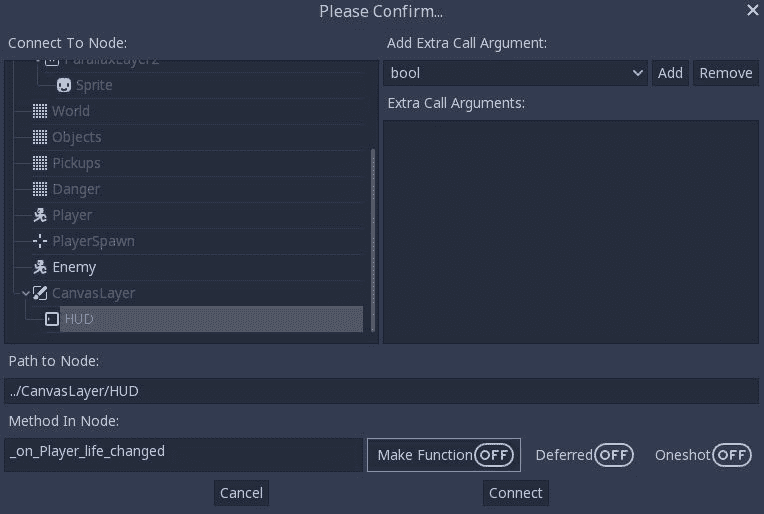 Please Confirm...
Connect To Node:
Add Extra Call Argument:
ParallaxLayer2
bool
Add
Remove
Sprite
Extra Call Arguments:
World
Objects
Pickups
Danger
Player
PlayerSpawn
Enemy
CanvasLayer
HUD
Path to Node:
../CanvasLayer/HUD
Method In Node:
_on_Player_life_changed
Make Function OFF
Deferred OFF
Oneshot OFF
Cancel
Connect